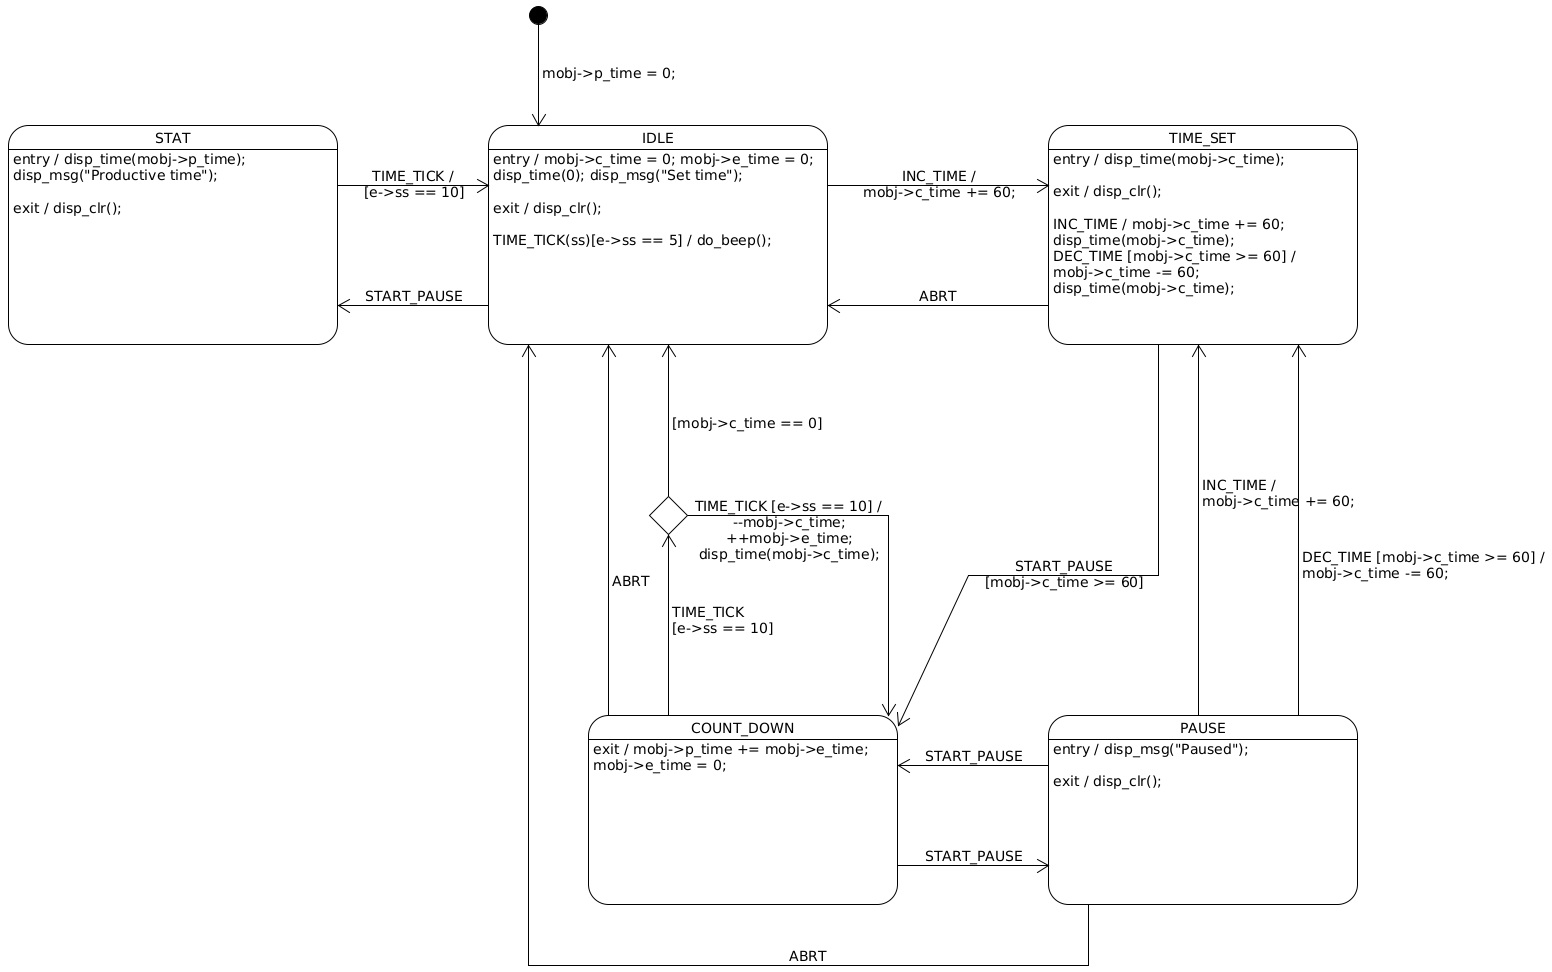 mobj->p_time = 0;
STAT
entry / disp_time(mobj->p_time);
disp_msg("Productive time");
exit / disp_clr();
TIME_TICK /
[e->ss == 10]
START_PAUSE
IDLE
entry / mobj->c_time = 0; mobj->e_time = 0;
disp_time(0); disp_msg("Set time");
exit / disp_clr();
TIME_TICK(ss)[e->ss == 5] / do_beep();
INC_TIME /
mobj->c_time += 60;
ABRT
TIME_SET
entry / disp_time(mobj->c_time);
exit / disp_clr();
INC_TIME / mobj->c_time += 60;
disp_time(mobj->c_time);
DEC_TIME [mobj->c_time >= 60] /
mobj->c_time -= 60;
disp_time(mobj->c_time);
[mobj->c_time == 0]
TIME_TICK [e->ss == 10] /
--mobj->c_time;
++mobj->e_time;
disp_time(mobj->c_time);
ABRT
TIME_TICK
[e->ss == 10]
START_PAUSE
[mobj->c_time >= 60]
INC_TIME /
mobj->c_time += 60;
DEC_TIME [mobj->c_time >= 60] /
mobj->c_time -= 60;
COUNT_DOWN
exit / mobj->p_time += mobj->e_time;
mobj->e_time = 0;
START_PAUSE
START_PAUSE
PAUSE
entry / disp_msg("Paused");
exit / disp_clr();
ABRT